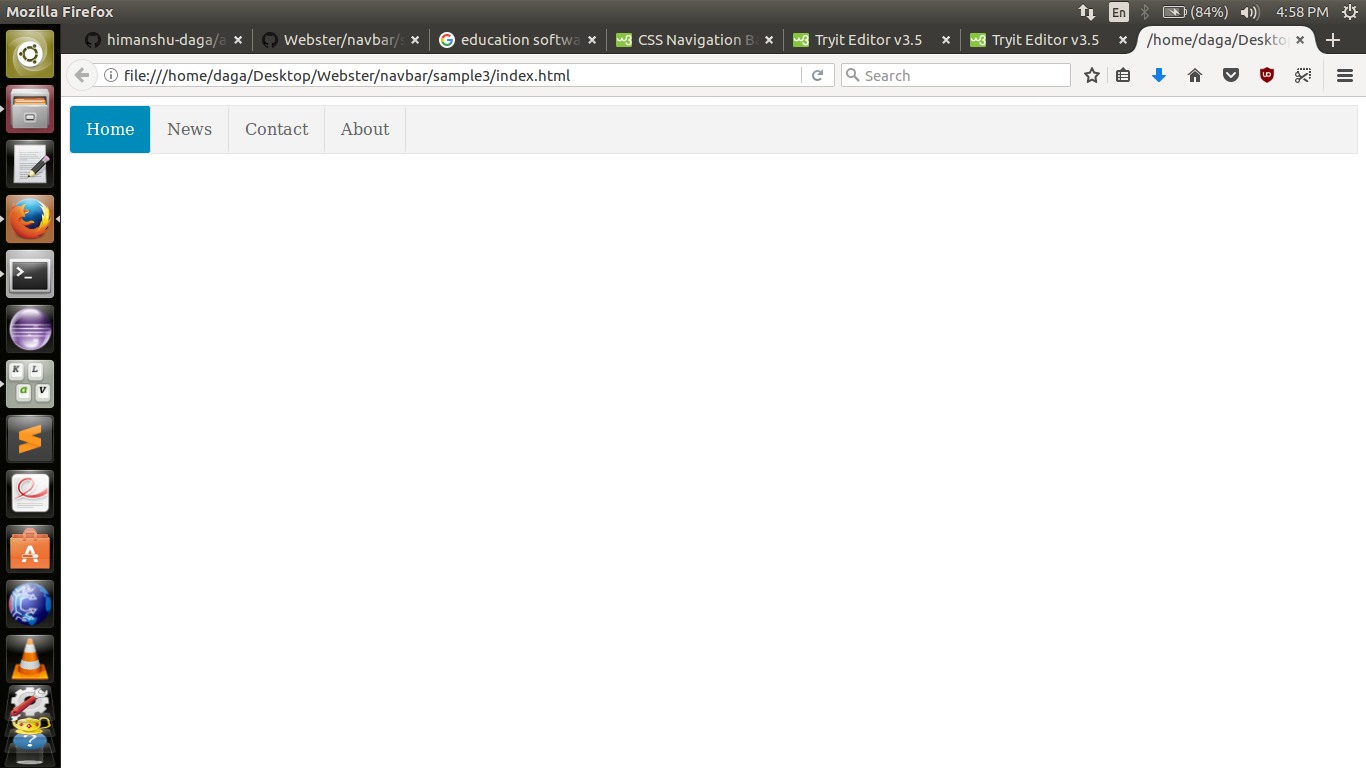 Mozilla Firefox En (84%) 4:58 PM
himanshu-daga/a Webster/navbar/s education softwa CSS Navigation B Tryit Editor v3.5 Tryit Editor v3.5 /home/daga/Deskto
file:///home/daga/Desktop/Webster/navbar/sample3/index.html Search
Home News Contact About